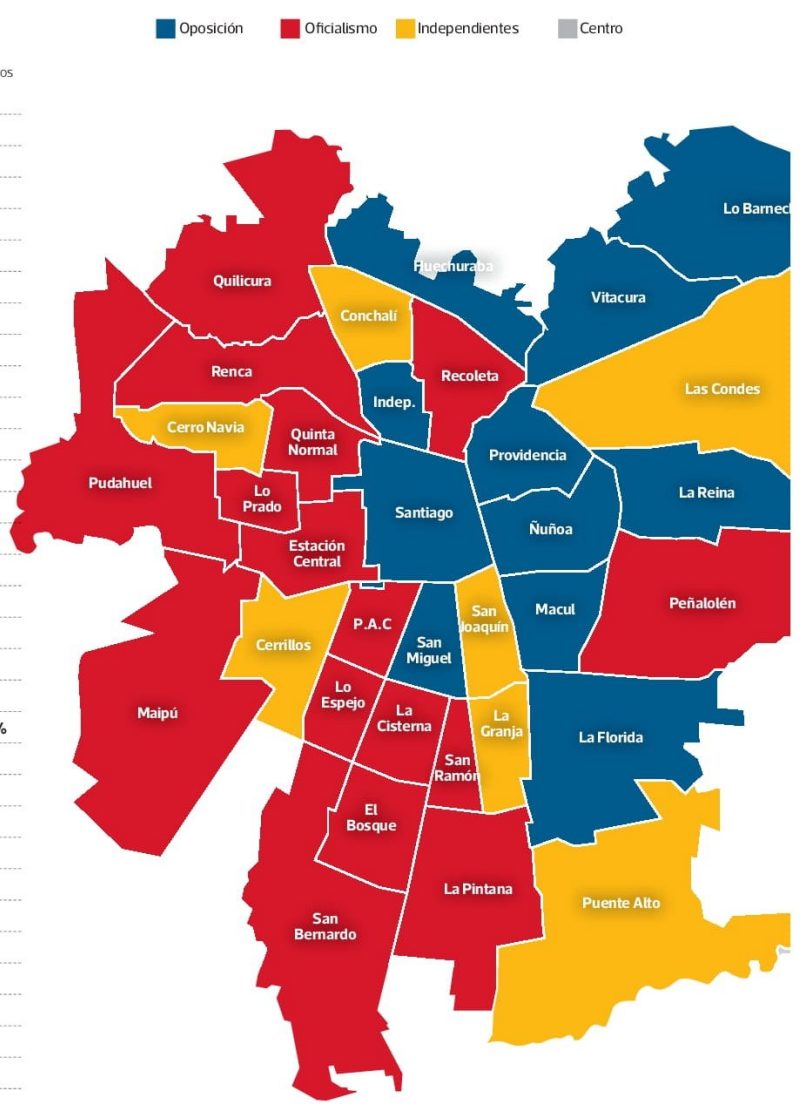 Oposición
Oficialismo
Independientes
Centro
os
Lo Barnec
Huechuraba
Quilicura
Vitacura
Conchalí
Renca
Recoleta
Las Condes
Indep.
Cerro Navia
Quinta
Normal
Providencia
Pudahuel
Lo
Prado
La Reina
Santiago
Ñuñoa
Estación
Central
Peñalolén
Macul
P.A.C
San
Joaquín
San
Miguel
Cerrillos
Lo
Espejo
La
Cisterna
La
Granja
Maipú
%
La Florida
San
Ramón
El
Bosque
La Pintana
Puente Alto
San
Bernardo